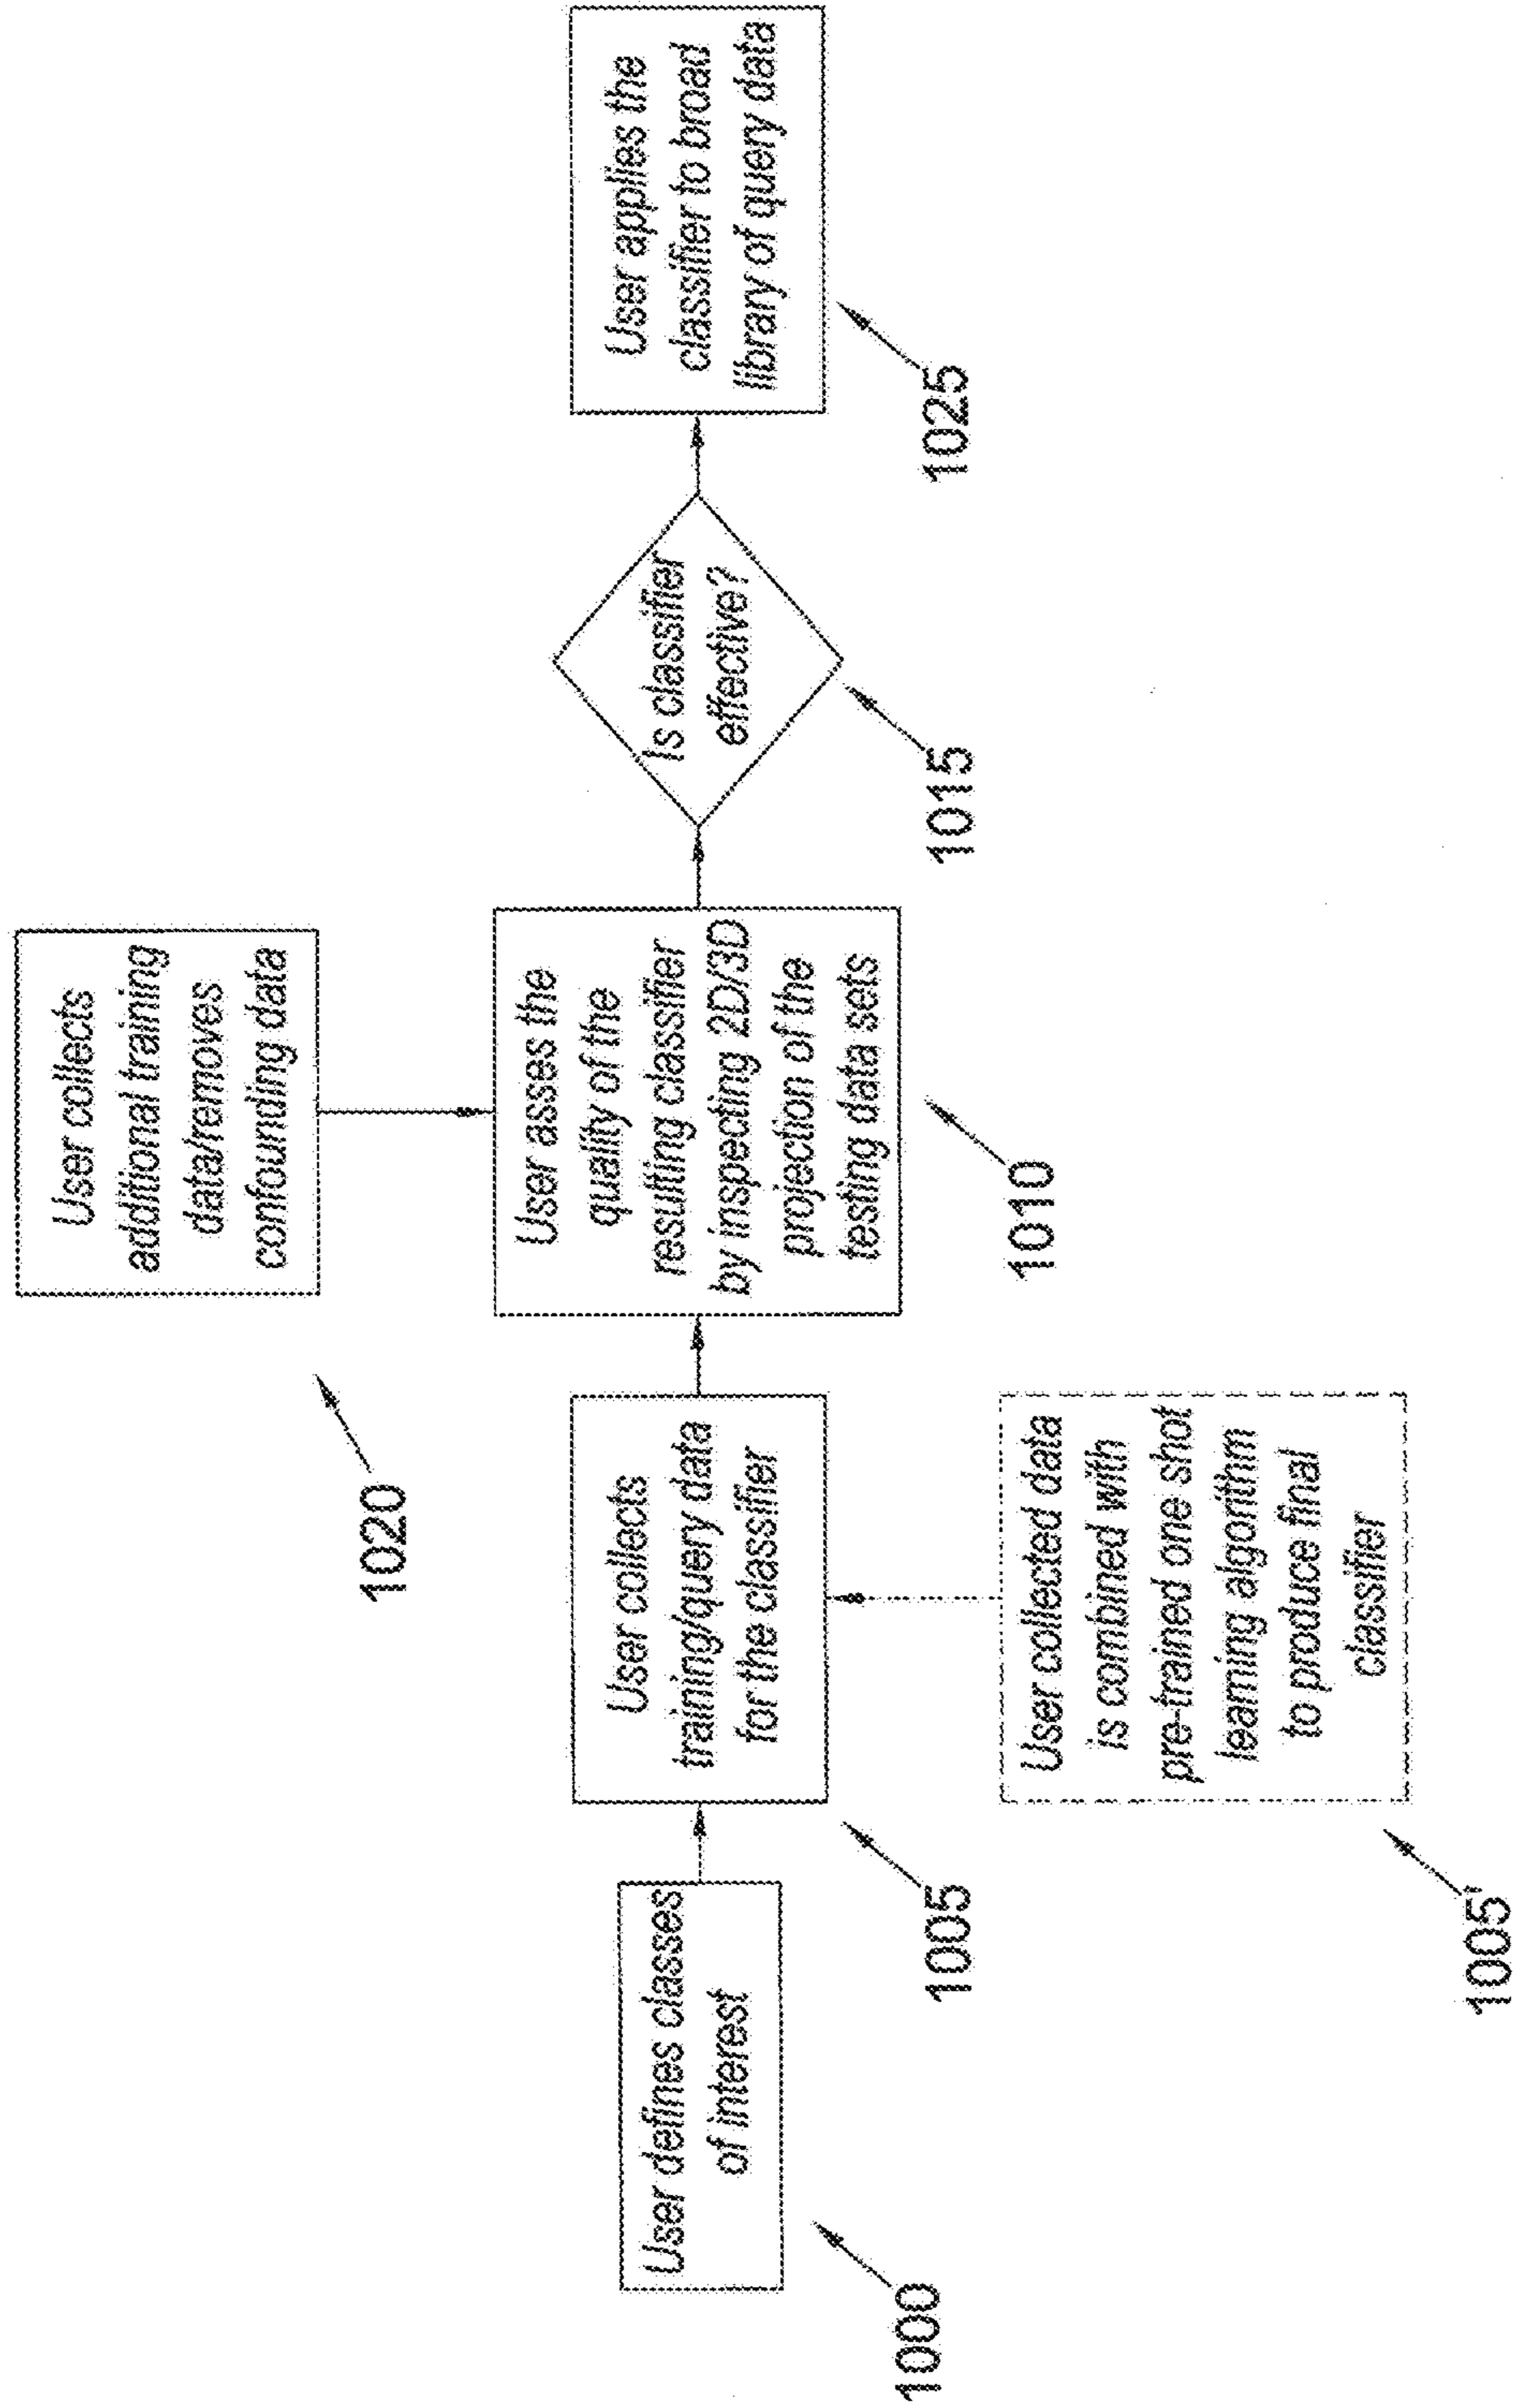 User collects
additional training
data/removes
confounding data
1020
User defines classes
of interest
1000
User collects
training/query data
for the classifier
1005
User asses the
quality of the
resulting classifier
by inspecting 2D/3D
projection of the
testing data sets
1010
Is classifier
effective?
1015
User applies the
classifier to broad
library of query data
1025
User collected data
is combined with
pre-trained one shot
learning algorithm
to produce final
classifier
1005'